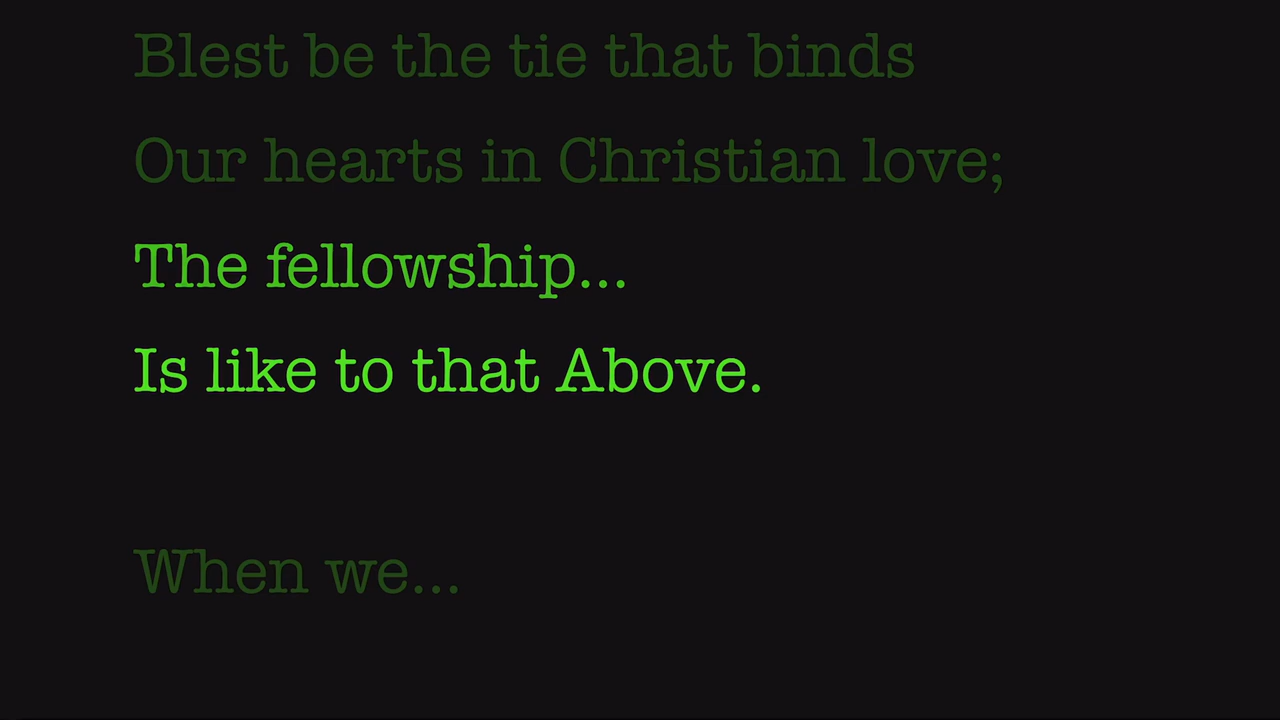 Blest be the tie that binds
Our hearts in Christian love;
The fellowship...
Is like to that Above.
When we...